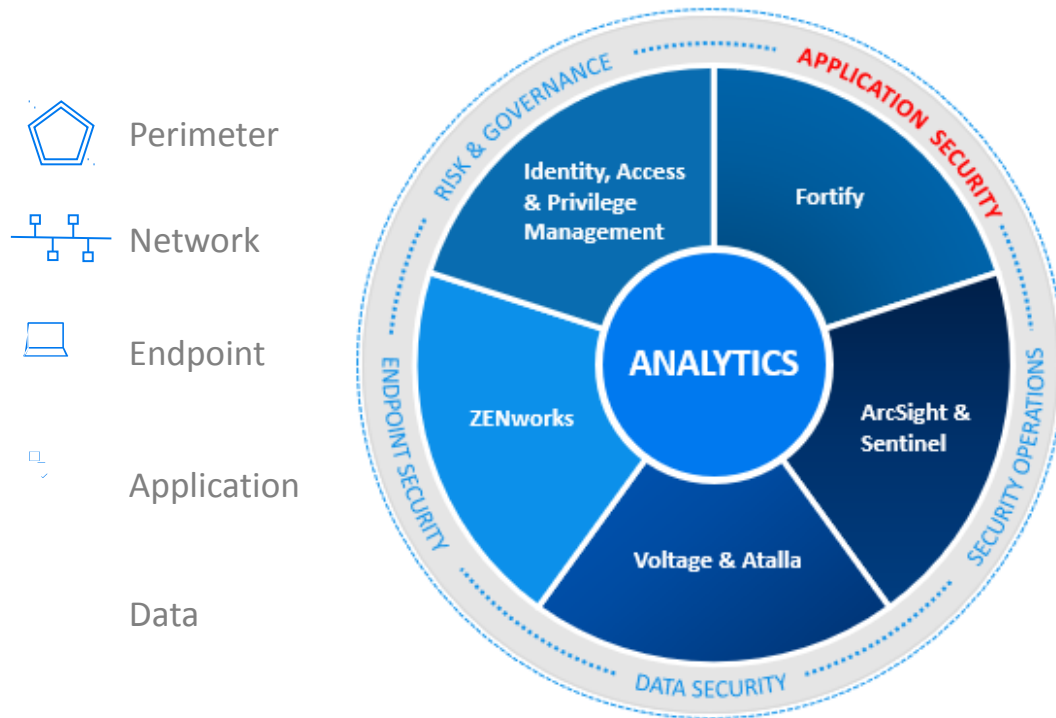 Perimeter
Network
Endpoint
Application
Data
RISK & GOVERNANCE
APPLICATION SECURITY
SECURITY OPERATIONS
DATA SECURITY
ENDPOINT SECURITY
Identity, Access
& Privilege
Management
Fortify
ArcSight &
Sentinel
Voltage & Atalla
ZENworks
ANALYTICS